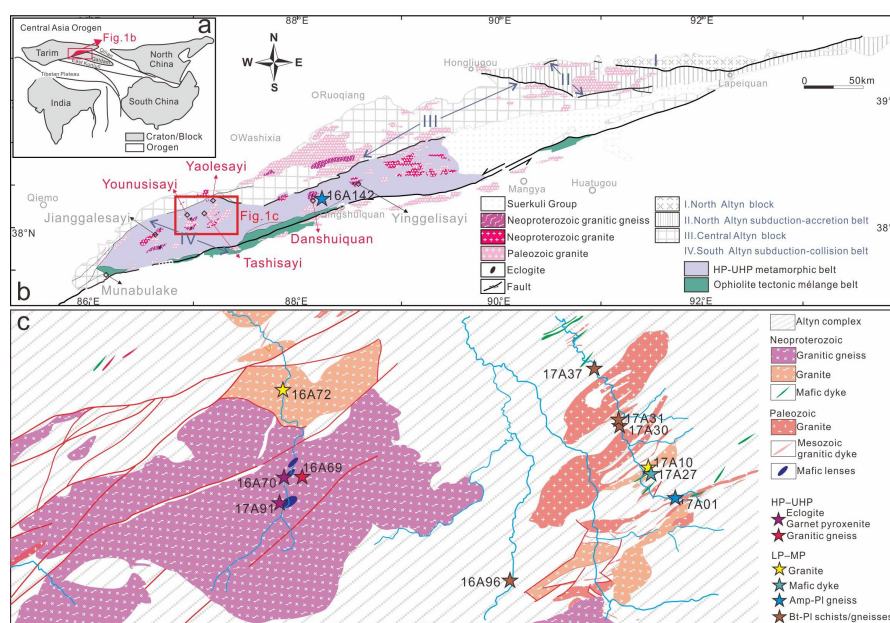 a
Central Asia Orogen
Fig.1b
Tarim
North
China
Tibetan Plateau
India
South China
Craton/Block
Orogen
86°E
88°E
90°E
92°E
N
W E
S
Hongliugou
I
II
Lapeiquan
0 50km
39°
Ruoqiang
III
Washixia
Yaolesayi
Younusisayi
Qiemo
Jianggalesayi
16A142
Fig.1c
Mangya
Huatugou
Yinggelisayi
38°N
38°
IV
Danshuiquan
Tashisayi
Munabulake
b
Suerkuli Group
Neoproterozoic granitic gneiss
Neoproterozoic granite
Paleozoic granite
Eclogite
Fault
I.North Altyn block
II.North Altyn subduction-accretion belt
III.Central Altyn block
IV.South Altyn subduction-collision belt
HP-UHP metamorphic belt
Ophiolite tectonic mélange belt
86°E
88°E
90°E
92°E
c
16A72
16A69
16A70
17A91
17A37
17A31
17A30
17A10
17A27
7A01
16A96
Altyn complex
Neoproterozoic
Granitic gneiss
Granite
Mafic dyke
Paleozoic
Granite
Mesozoic
granitic dyke
Mafic lenses
HP–UHP
Eclogite
Garnet pyroxenite
Granitic gneiss
LP–MP
Granite
Mafic dyke
Amp-Pl gneiss
Bt-Pl schists/gneisses